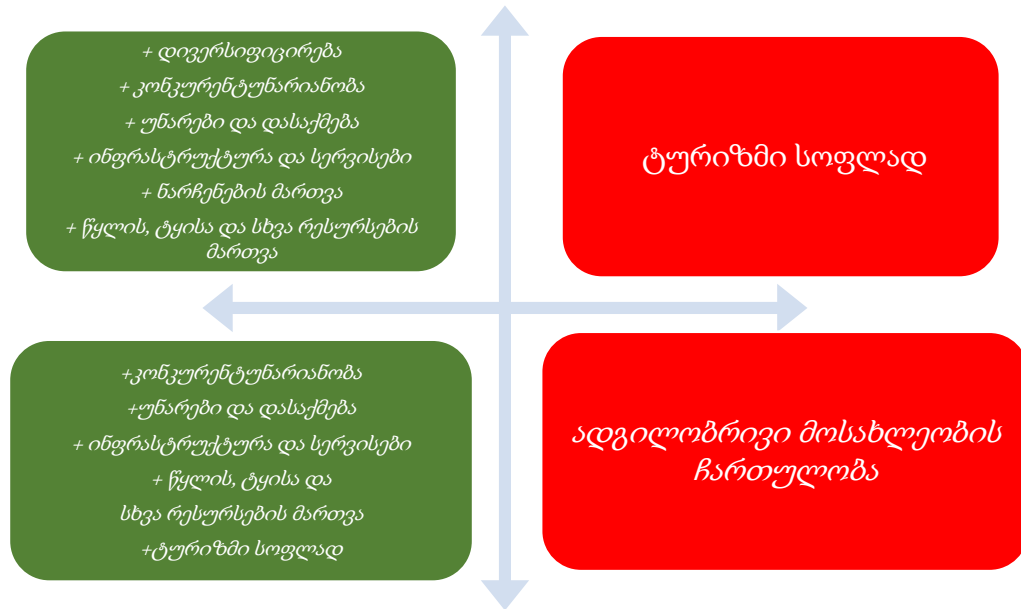 + დივერსიფიცირება
+ კონკურენტუნარიანობა
+ უნარები და დასაქმება
+ ინფრასტრუქტურა და სერვისები
+ ნარჩენების მართვა
+ წყლის, ტყისა და სხვა რესურსების
მართვა
ტურიზმი სოფლად
+კონკურენტუნარიანობა
+უნარები და დასაქმება
+ ინფრასტრუქტურა და სერვისები
+ წყლის, ტყისა და
სხვა რესურსების მართვა
+ტურიზმი სოფლად
ადგილობრივი მოსახლეობის
ჩართულობა